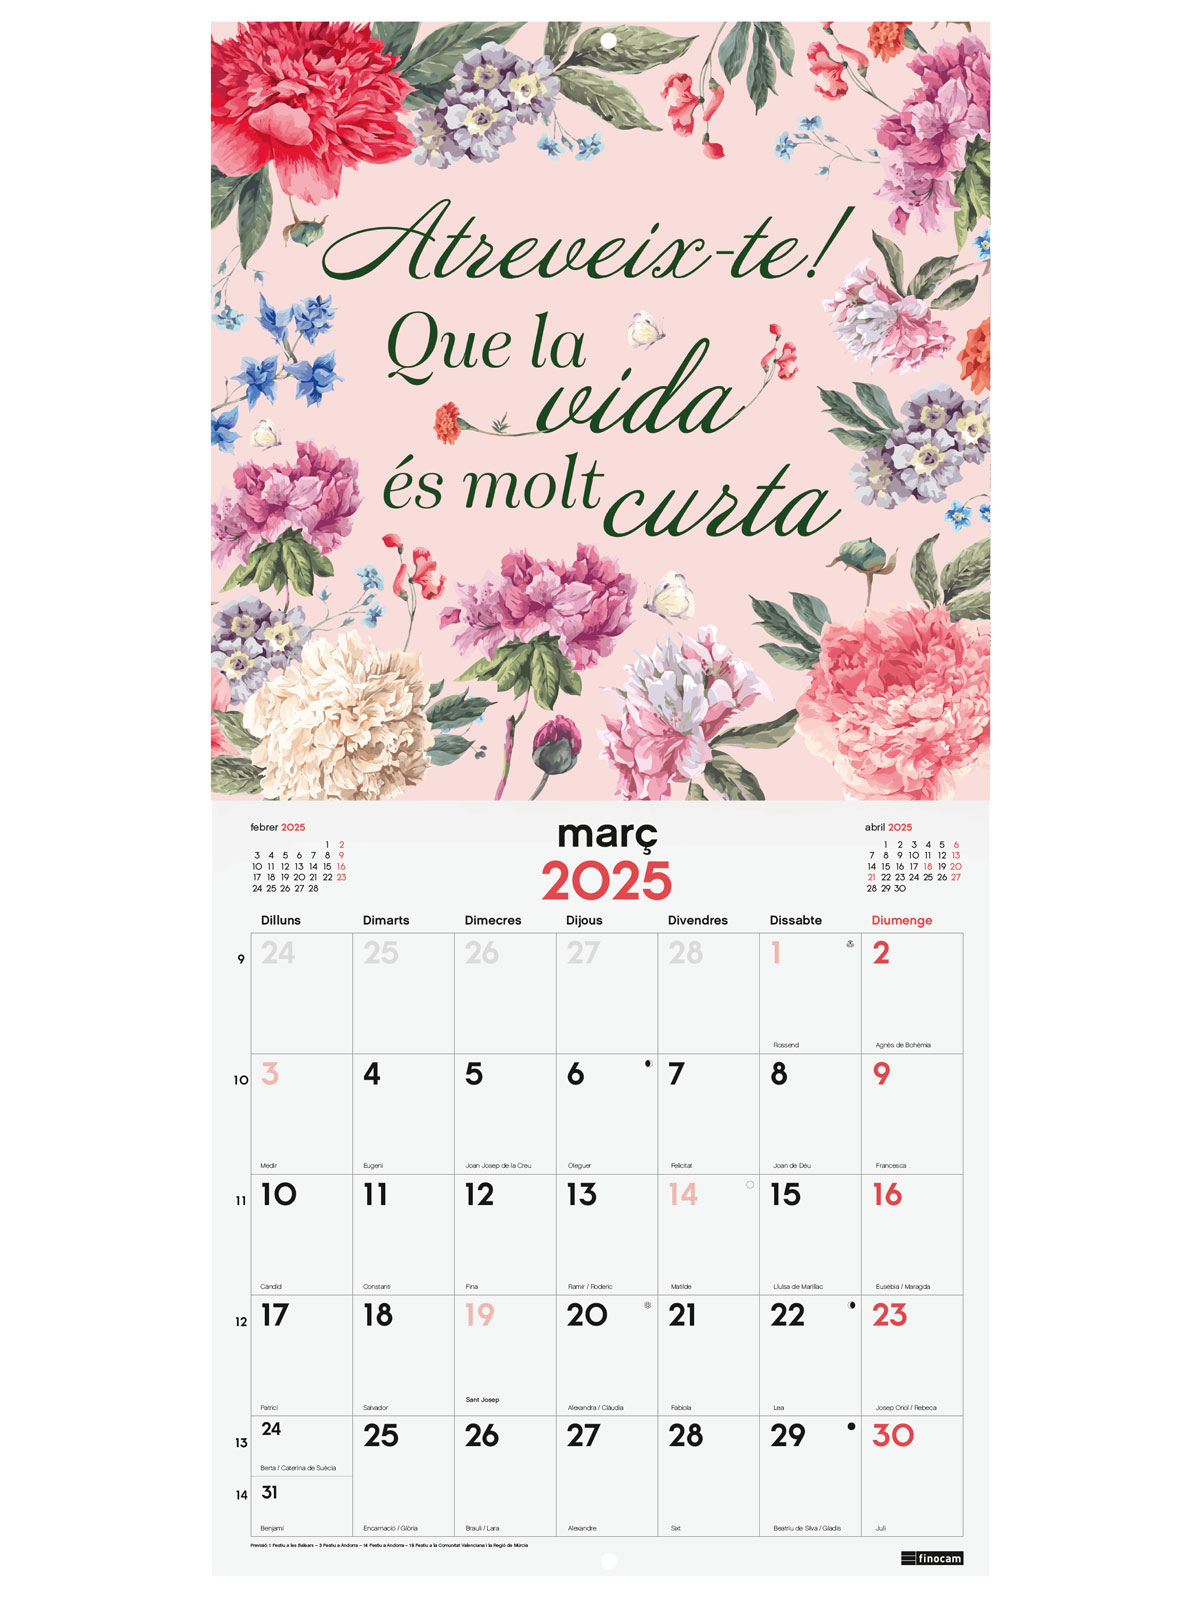 Atreveix-te!
Que la
vida
és molt curta
febrer 2025
1 2
3 4 5 6 7 8 9
10 11 12 13 14 15 16
17 18 19 20 21 22 23
24 25 26 27 28
març
2025
abril 2025
1 2 3 4 5 6
7 8 9 10 11 12 13
14 15 16 17 18 19 20
21 22 23 24 25 26 27
28 29 30
Dilluns Dimarts Dimecres Dijous Divendres Dissabte Diumenge
9 24 25 26 27 28 1 2
Rossend Agnès de Bohèmia
10 3 4 5 6 7 8 9
Medir Eugeni Joan Josep de la Creu Oleguer Felicitat Joan de Déu Francesca
11 10 11 12 13 14 15 16
Càndid Constantí Fina Ramir / Roderic Matilde Lluïsa de Marillac Eusèbia / Maragda
12 17 18 19 20 21 22 23
Sant Josep
Patrici Salvador Alexandra / Clàudia Fabiola Lea Josep Oriol / Rebeca
13 24 25 26 27 28 29 30
Berta / Caterina de Suècia
14 31
Benjamí Encarnació / Glòria Brauli / Lara Alexandre Sixt Beatriu de Silva / Gladis Juli
Previsió: 1 Festiu a les Balears – 3 Festiu a Andorra – 14 Festiu a Andorra – 19 Festiu a la Comunitat Valenciana i la Regió de Múrcia
finocam